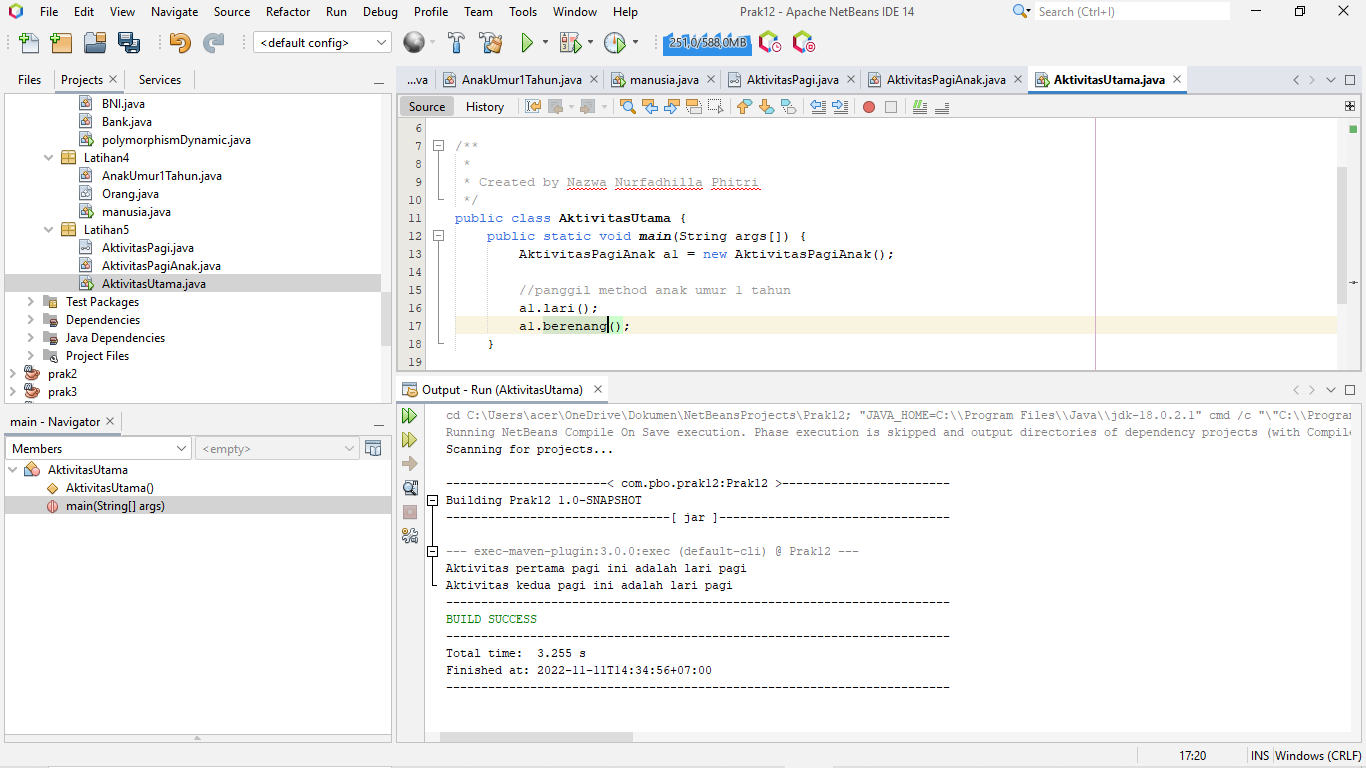 File Edit View Navigate Source Refactor Run Debug Profile Team Tools Window Help
Prak12 - Apache NetBeans IDE 14
Search (Ctrl+I)
<default config>
251,0/588,0MB
Files Projects Services
BNI.java
Bank.java
polymorphismDynamic.java
Latihan4
AnakUmur1Tahun.java
Orang.java
manusia.java
Latihan5
AktivitasPagi.java
AktivitasPagiAnak.java
AktivitasUtama.java
Test Packages
Dependencies
Java Dependencies
Project Files
prak2
prak3
main - Navigator
Members
<empty>
AktivitasUtama
AktivitasUtama()
main(String[] args)
...va AnakUmur1Tahun.java manusia.java AktivitasPagi.java AktivitasPagiAnak.java AktivitasUtama.java
Source History
6
7 /**
8 *
9 * Created by Nazwa Nurfadhilla Phitri
10 */
11 public class AktivitasUtama {
12 public static void main(String args[]) {
13 AktivitasPagiAnak a1 = new AktivitasPagiAnak();
14
15 //panggil method anak umur 1 tahun
16 a1.lari();
17 a1.berenang();
18 }
19
Output - Run (AktivitasUtama)
cd C:\Users\acer\OneDrive\Dokumen\NetBeansProjects\Prak12; "JAVA_HOME=C:\\Program Files\\Java\\jdk-18.0.2.1" cmd /c "\"C:\\Progran
Running NetBeans Compile On Save execution. Phase execution is skipped and output directories of dependency projects (with Compile
Scanning for projects...
-----------------------< com.pbo.prak12:Prak12 >------------------------
Building Prak12 1.0-SNAPSHOT
--------------------------------[ jar ]---------------------------------
--- exec-maven-plugin:3.0.0:exec (default-cli) @ Prak12 ---
Aktivitas pertama pagi ini adalah lari pagi
Aktivitas kedua pagi ini adalah lari pagi
------------------------------------------------------------------------
BUILD SUCCESS
------------------------------------------------------------------------
Total time: 3.255 s
Finished at: 2022-11-11T14:34:56+07:00
------------------------------------------------------------------------
17:20 INS Windows (CRLF)